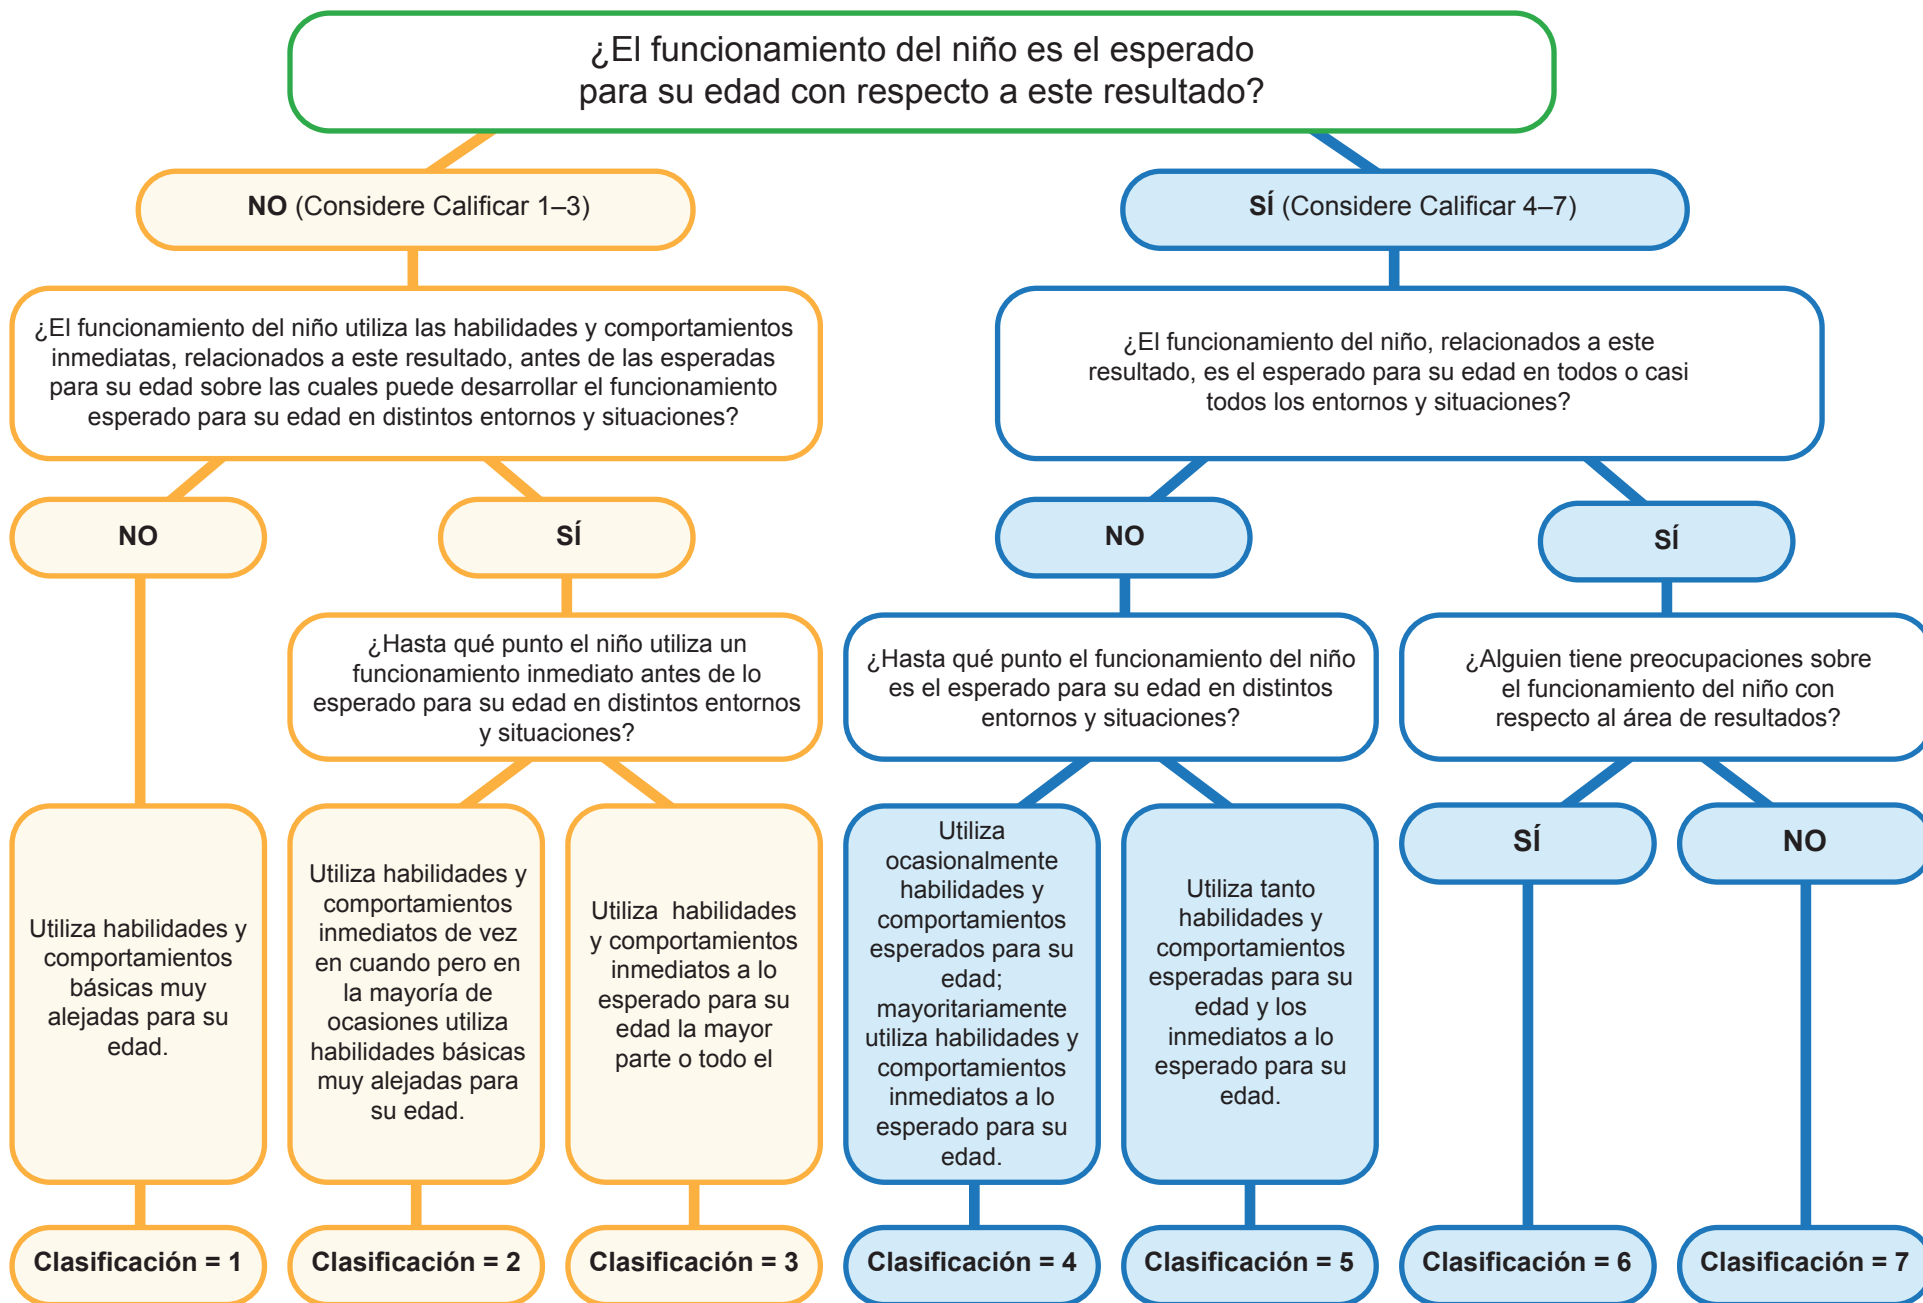 ¿El funcionamiento del niño es el esperado
para su edad con respecto a este resultado?
NO (Considere Calificar 1–3)
SÍ (Considere Calificar 4–7)
¿El funcionamiento del niño utiliza las habilidades y comportamientos
inmediatas, relacionados a este resultado, antes de las esperadas
para su edad sobre las cuales puede desarrollar el funcionamiento
esperado para su edad en distintos entornos y situaciones?
¿El funcionamiento del niño, relacionados a este
resultado, es el esperado para su edad en todos o casi
todos los entornos y situaciones?
NO
SÍ
NO
SÍ
¿Hasta qué punto el niño utiliza un
funcionamiento inmediato antes de lo
esperado para su edad en distintos entornos
y situaciones?
¿Hasta qué punto el funcionamiento del niño
es el esperado para su edad en distintos
entornos y situaciones?
¿Alguien tiene preocupaciones sobre
el funcionamiento del niño con
respecto al área de resultados?
Utiliza habilidades y
comportamientos
básicas muy
alejadas para su
edad.
Utiliza habilidades y
comportamientos
inmediatos de vez
en cuando pero en
la mayoría de
ocasiones utiliza
habilidades básicas
muy alejadas para
su edad.
Utiliza habilidades
y comportamientos
inmediatos a lo
esperado para su
edad la mayor
parte o todo el
Utiliza
ocasionalmente
habilidades y
comportamientos
esperados para su
edad;
mayoritariamente
utiliza habilidades y
comportamientos
inmediatos a lo
esperado para su
edad.
Utiliza tanto
habilidades y
comportamientos
esperadas para su
edad y los
inmediatos a lo
esperado para su
edad.
SÍ
NO
Clasificación = 1
Clasificación = 2
Clasificación = 3
Clasificación = 4
Clasificación = 5
Clasificación = 6
Clasificación = 7